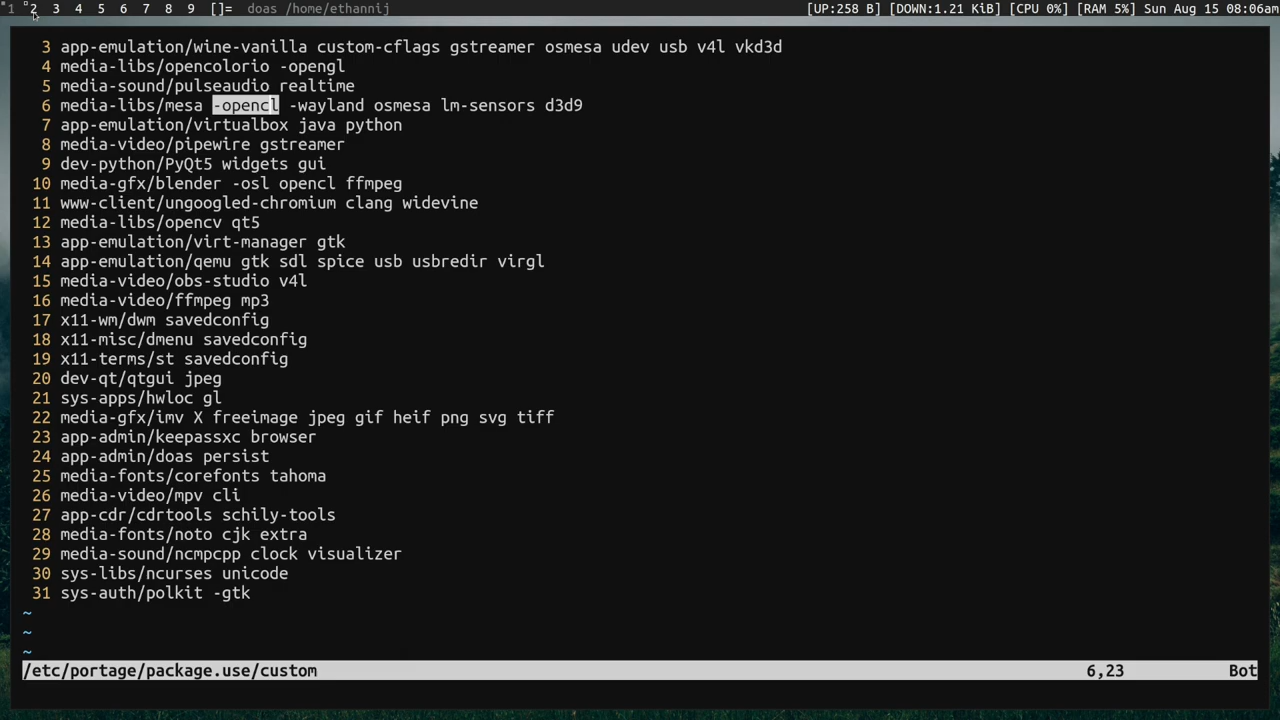 1 2 3 4 5 6 7 8 9 []= doas /home/ethannij [UP:258 B] [DOWN:1.21 KiB] [CPU 0%] [RAM 5%] Sun Aug 15 08:06am
3 app-emulation/wine-vanilla custom-cflags gstreamer osmesa udev usb v4l vkd3d
4 media-libs/opencolorio -opengl
5 media-sound/pulseaudio realtime
6 media-libs/mesa -opencl -wayland osmesa lm-sensors d3d9
7 app-emulation/virtualbox java python
8 media-video/pipewire gstreamer
9 dev-python/PyQt5 widgets gui
10 media-gfx/blender -osl opencl ffmpeg
11 www-client/ungoogled-chromium clang widevine
12 media-libs/opencv qt5
13 app-emulation/virt-manager gtk
14 app-emulation/qemu gtk sdl spice usb usbredir virgl
15 media-video/obs-studio v4l
16 media-video/ffmpeg mp3
17 x11-wm/dwm savedconfig
18 x11-misc/dmenu savedconfig
19 x11-terms/st savedconfig
20 dev-qt/qtgui jpeg
21 sys-apps/hwloc gl
22 media-gfx/imv X freeimage jpeg gif heif png svg tiff
23 app-admin/keepassxc browser
24 app-admin/doas persist
25 media-fonts/corefonts tahoma
26 media-video/mpv cli
27 app-cdr/cdrtools schily-tools
28 media-fonts/noto cjk extra
29 media-sound/ncmpcpp clock visualizer
30 sys-libs/ncurses unicode
31 sys-auth/polkit -gtk
~
~
~
/etc/portage/package.use/custom 6,23 Bot